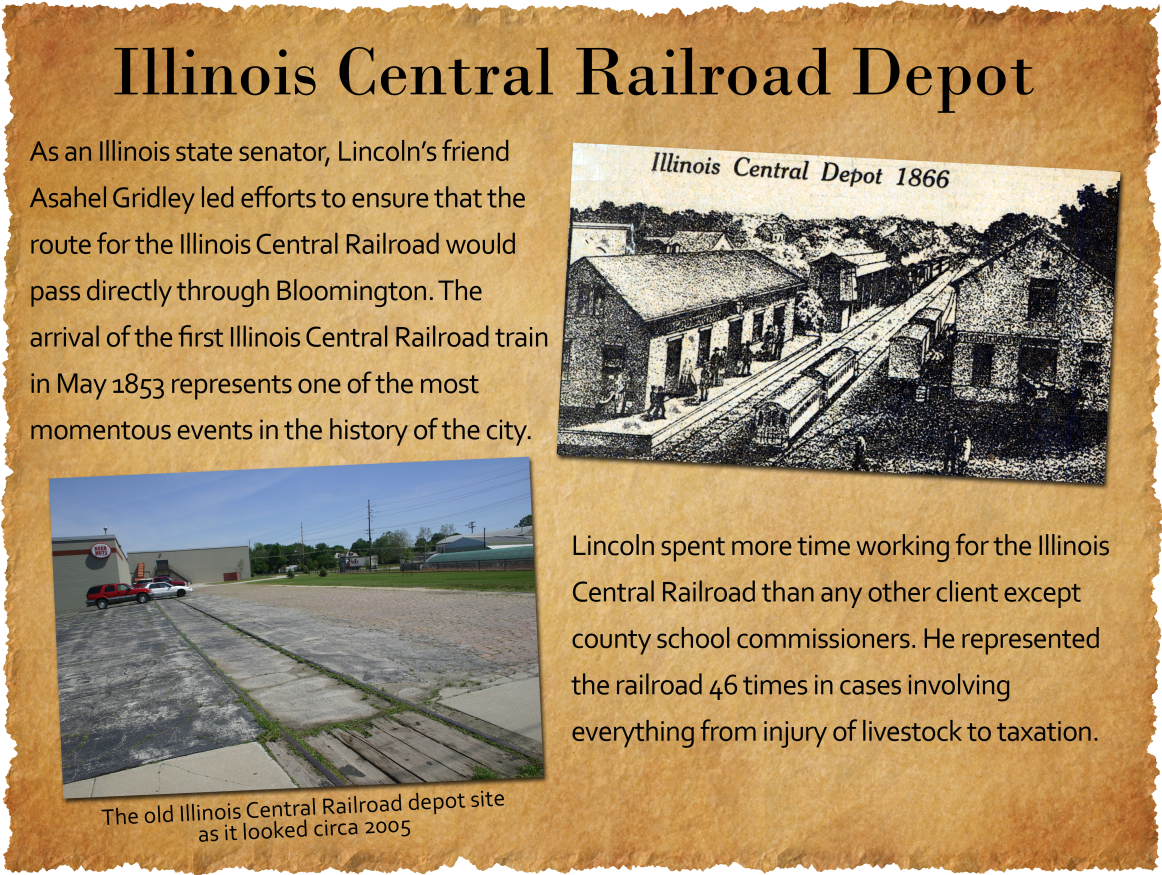 Illinois Central Railroad Depot
As an Illinois state senator, Lincoln's friend
Asahel Gridley led efforts to ensure that the
route for the Illinois Central Railroad would
pass directly through Bloomington. The
arrival of the first Illinois Central Railroad train
in May 1853 represents one of the most
momentous events in the history of the city.
Illinois Central Depot 1866
Lincoln spent more time working for the Illinois
Central Railroad than any other client except
county school commissioners. He represented
the railroad 46 times in cases involving
everything from injury of livestock to taxation.
The old Illinois Central Railroad depot site
as it looked circa 2005